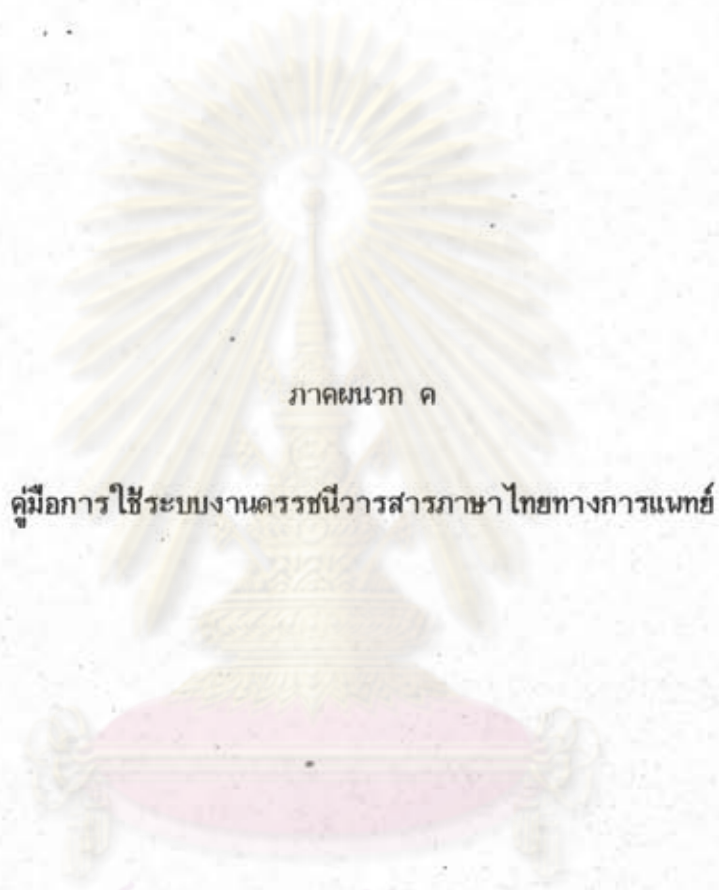 ภาคผนวก ค
คู่มือการใช้ระบบงานดรรชนีวารสารภาษาไทยทางการแพทย์